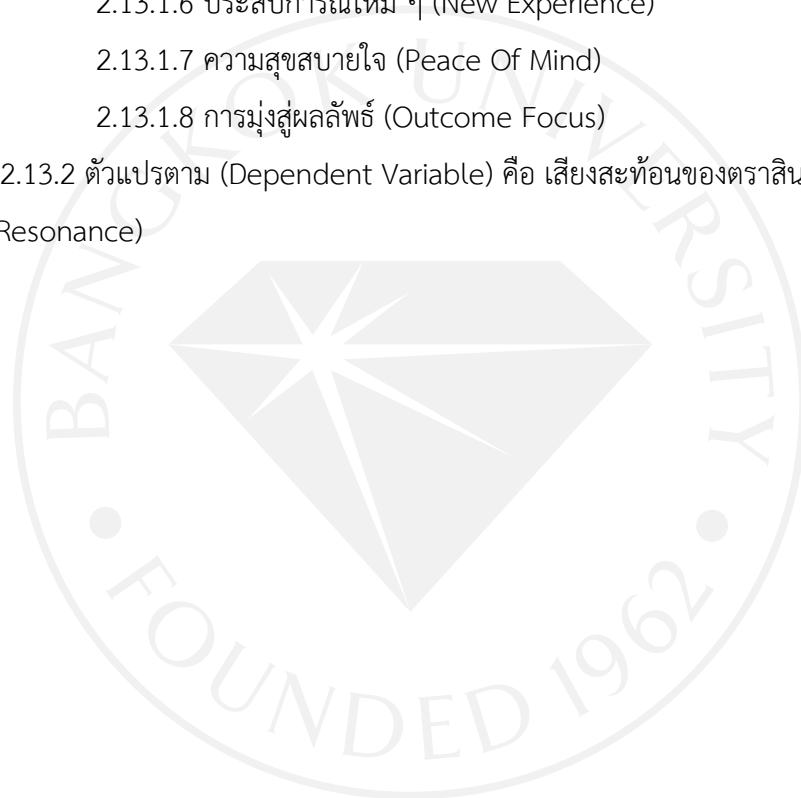 2.13.1.6 ประสบการณ์ใหม่ ๆ (New Experience)
2.13.1.7 ความสุขสบายใจ (Peace Of Mind)
2.13.1.8 การมุ่งสู่ผลลัพธ์ (Outcome Focus)
2.13.2 ตัวแปรตาม (Dependent Variable) คือ เสียงสะท้อนของตราสิน
Resonance)
BANGKOK UNIVERSITY
FOUNDED 1962